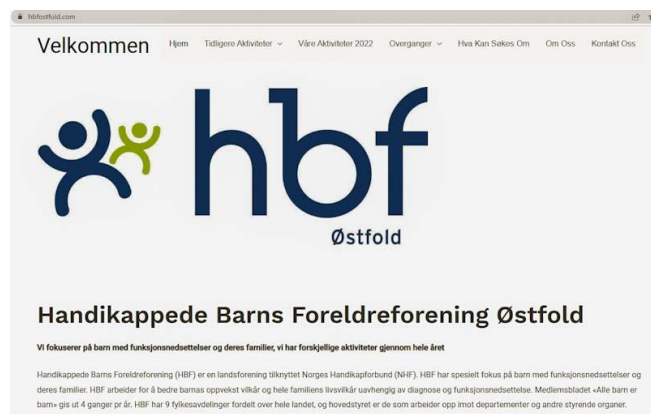 hbfostfold.com
Velkommen Hjem Tidligere Aktiviteter Våre Aktiviteter 2022 Overganger Hva Kan Søkes Om Om Oss Kontakt Oss
hbf
Østfold
Handikappede Barns Foreldreforening Østfold
Vi fokuserer på barn med funksjonsnedsettelser og deres familier, vi har forskjellige aktiviteter gjennom hele året
Handikappede Barns Foreldreforening (HBF) er en landsforening tilknyttet Norges Handikapforbund (NHF). HBF har spesielt fokus på barn med funksjonsnedsettelser og
deres familier. HBF arbeider for å bedre barnas oppvekst vilkår og hele familiens livsvilkår uavhengig av diagnose og funksjonsnedsettelse. Medlemsbladet «Alle barn er
barn» gis ut 4 ganger pr år. HBF har 9 fylkesavdelinger fordelt over hele landet, og hovedstyret er de som arbeider opp imot departementer og andre styrende organer.